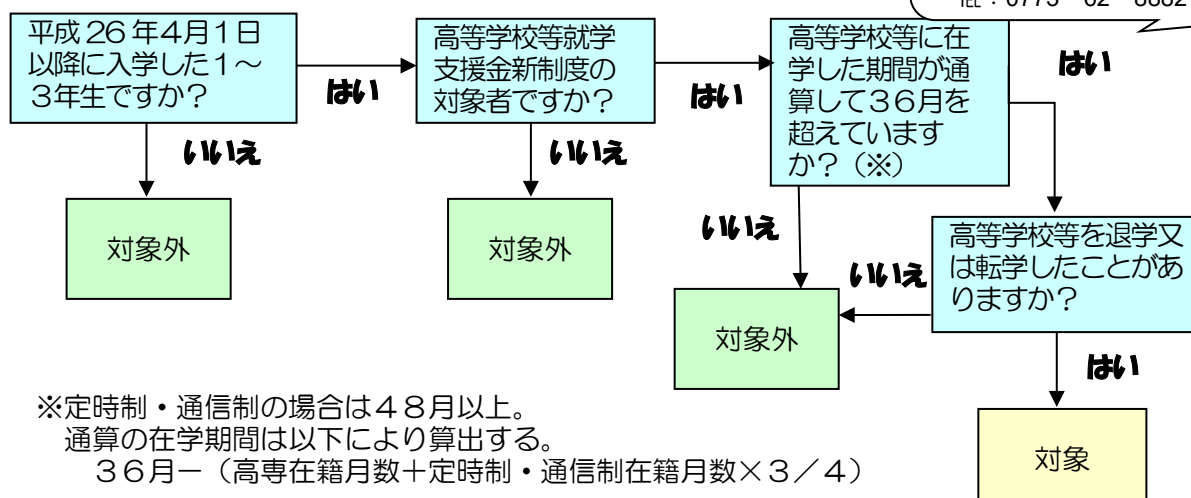 ℡：0773－62－8882
平成26年4月1日
以降に入学した１～
３年生ですか？
はい
いいえ
対象外
高等学校等就学
支援金新制度の
対象者ですか？
はい
いいえ
対象外
高等学校等に在
学した期間が通
算して３６月を
超えています
か？（※）
はい
いいえ
対象外
高等学校等を退学又
は転学したことがあ
りますか？
いいえ
はい
対象
※定時制・通信制の場合は４８月以上。
通算の在学期間は以下により算出する。
３６月－（高専在籍月数＋定時制・通信制在籍月数×３／４）